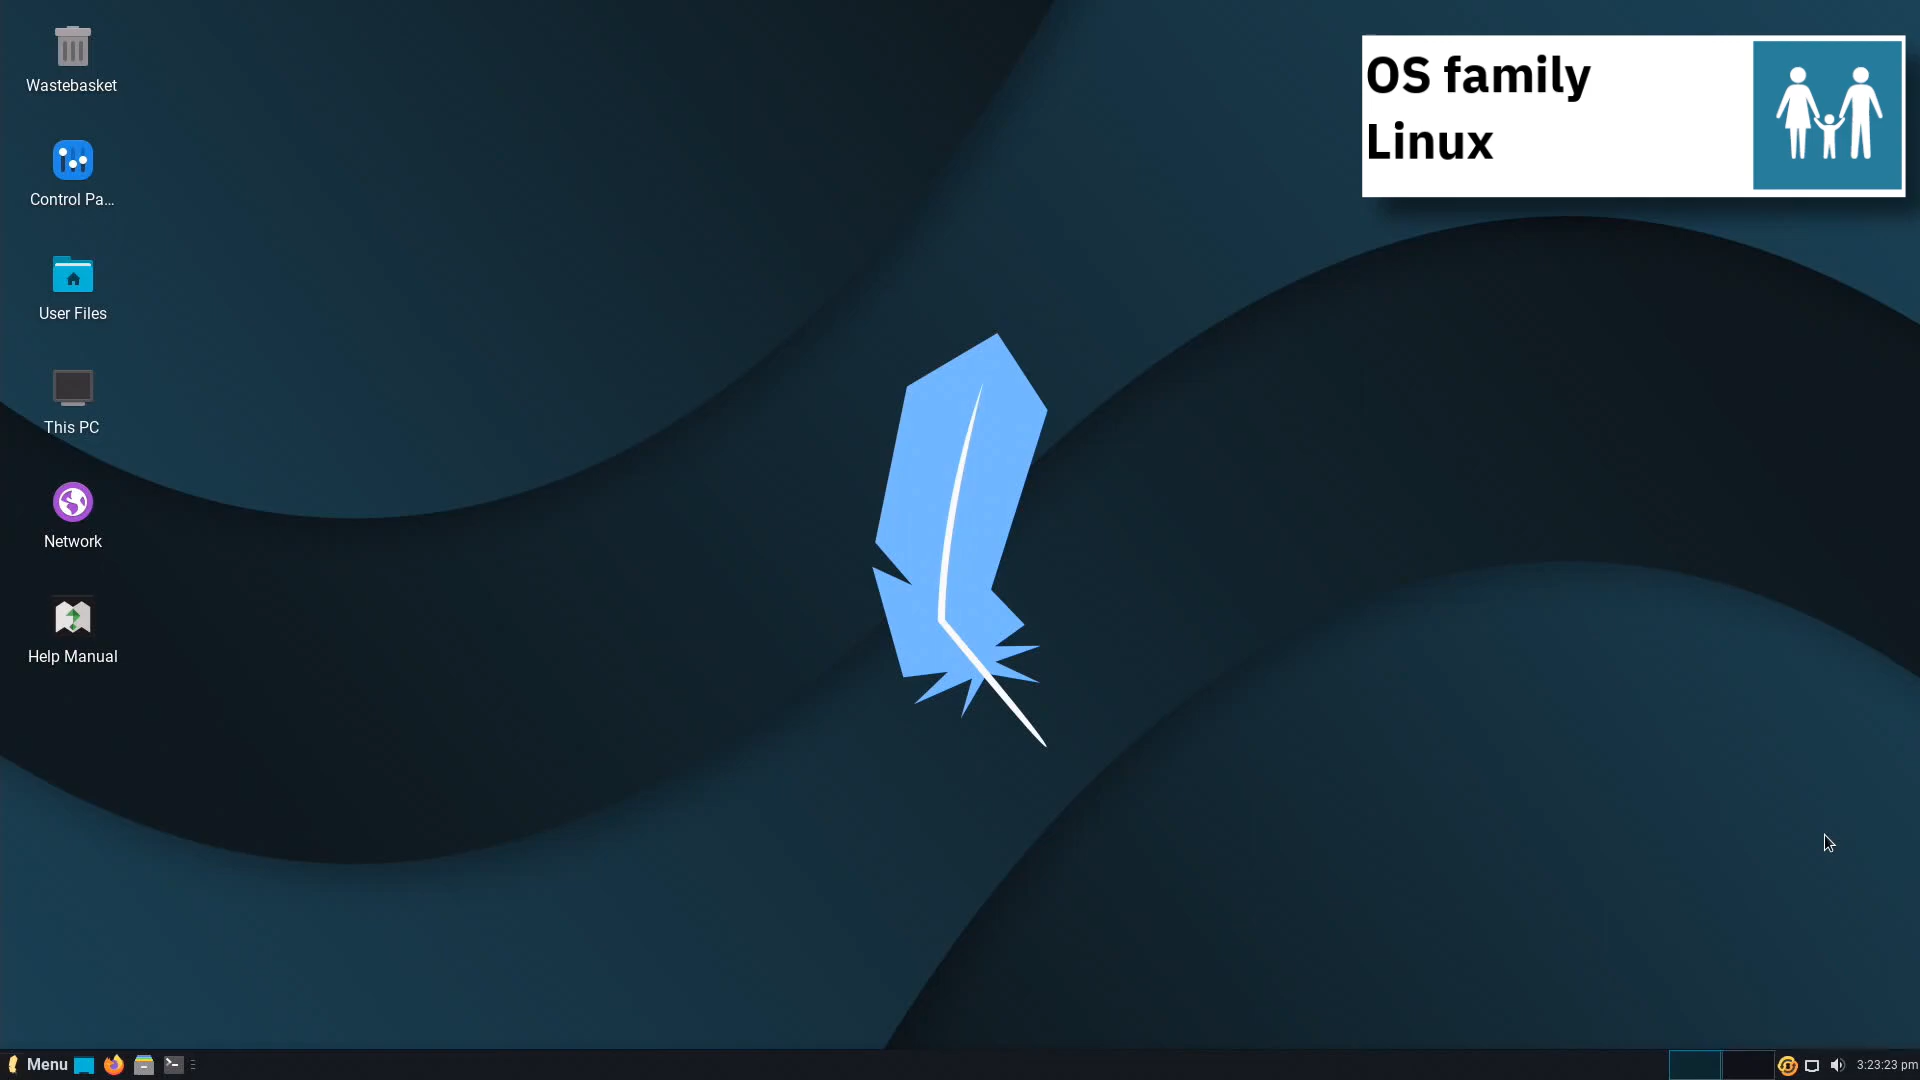 Wastebasket
Control Pa...
User Files
This PC
Network
Help Manual
OS family
Linux
Menu
3:23:23 pm